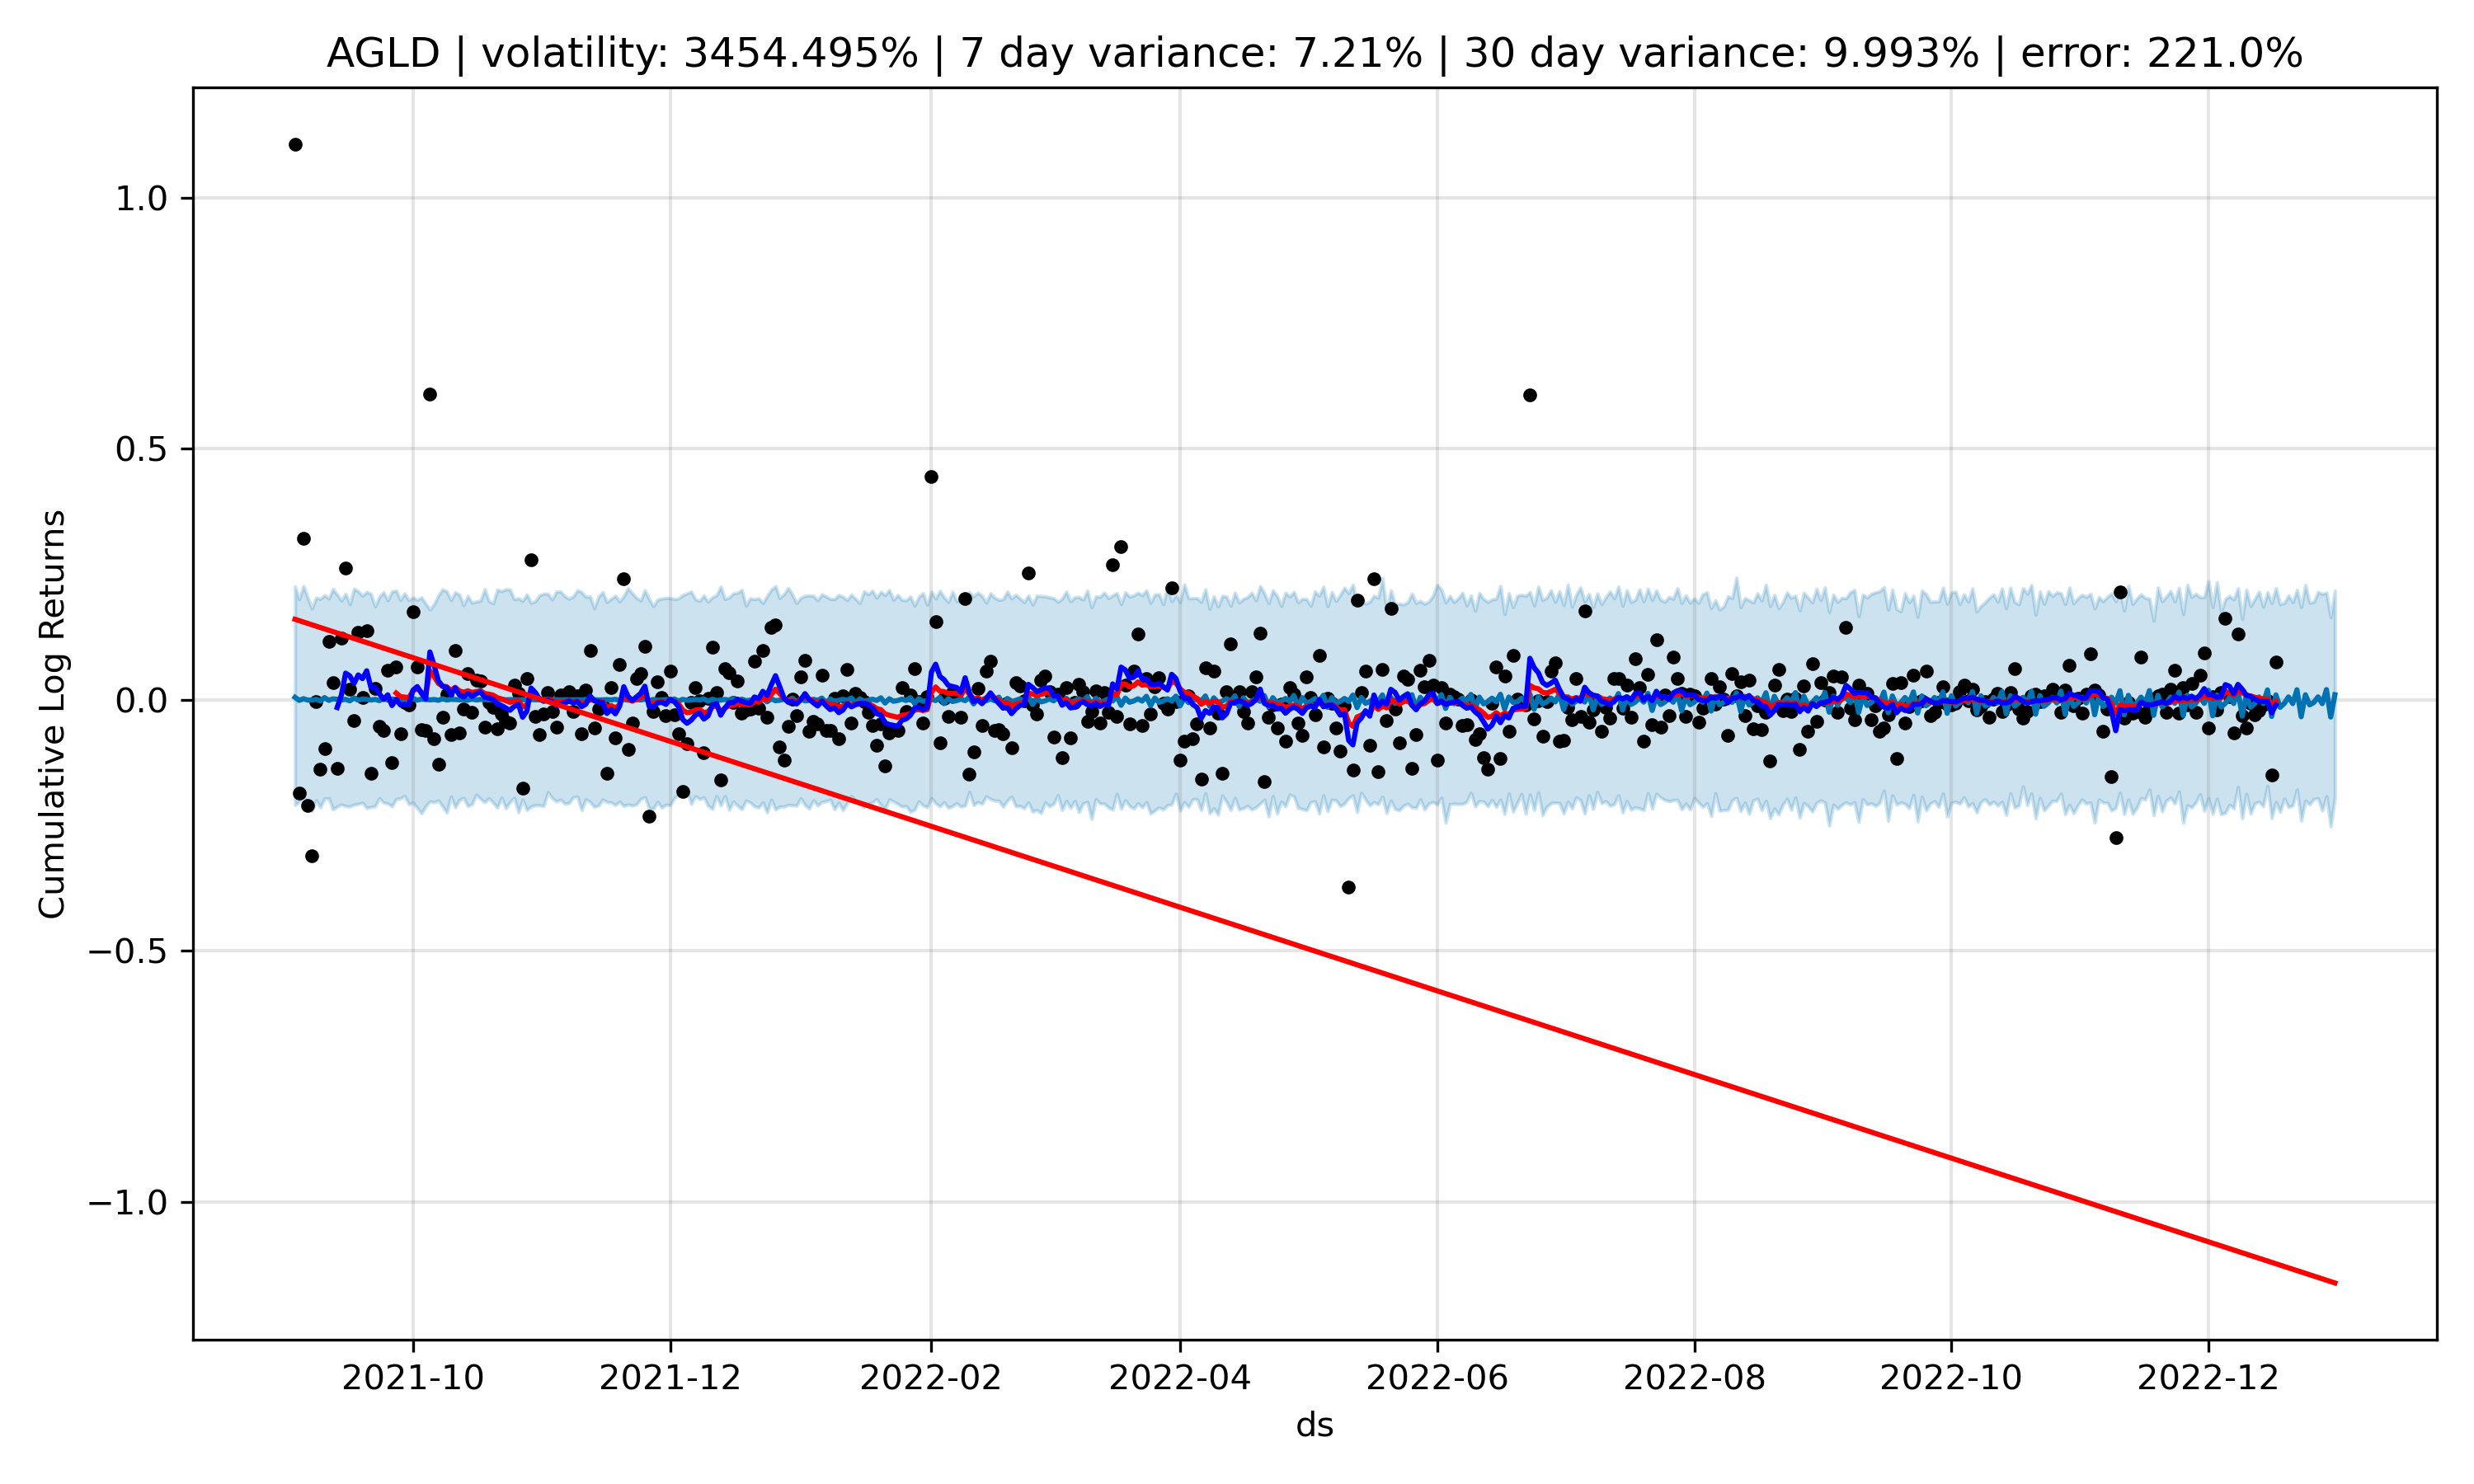 AGLD | volatility: 3454.495% | 7 day variance: 7.21% | 30 day variance: 9.993% | error: 221.0%
Cumulative Log Returns
1.0
0.5
0.0
−0.5
−1.0
2021-10 2021-12 2022-02 2022-04 2022-06 2022-08 2022-10 2022-12
ds